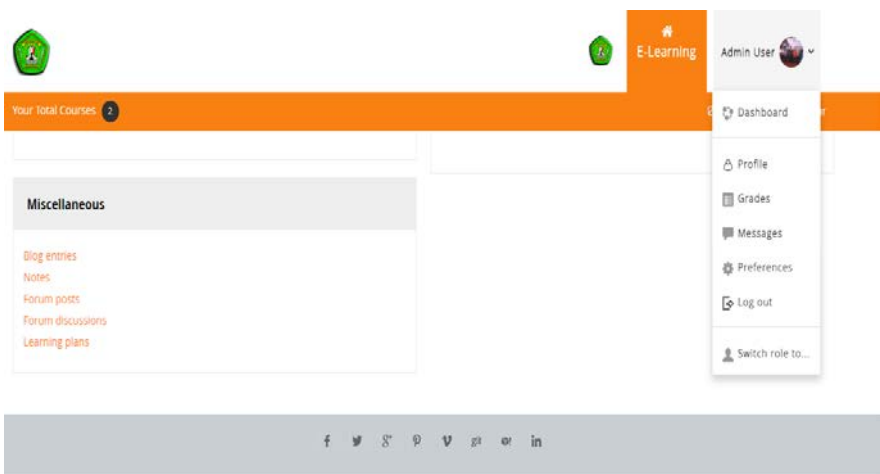 E-Learning
Admin User
Your Total Courses 2
Dashboard
Profile
Grades
Messages
Preferences
Log out
Switch role to...
Miscellaneous
Blog entries
Notes
Forum posts
Forum discussions
Learning plans